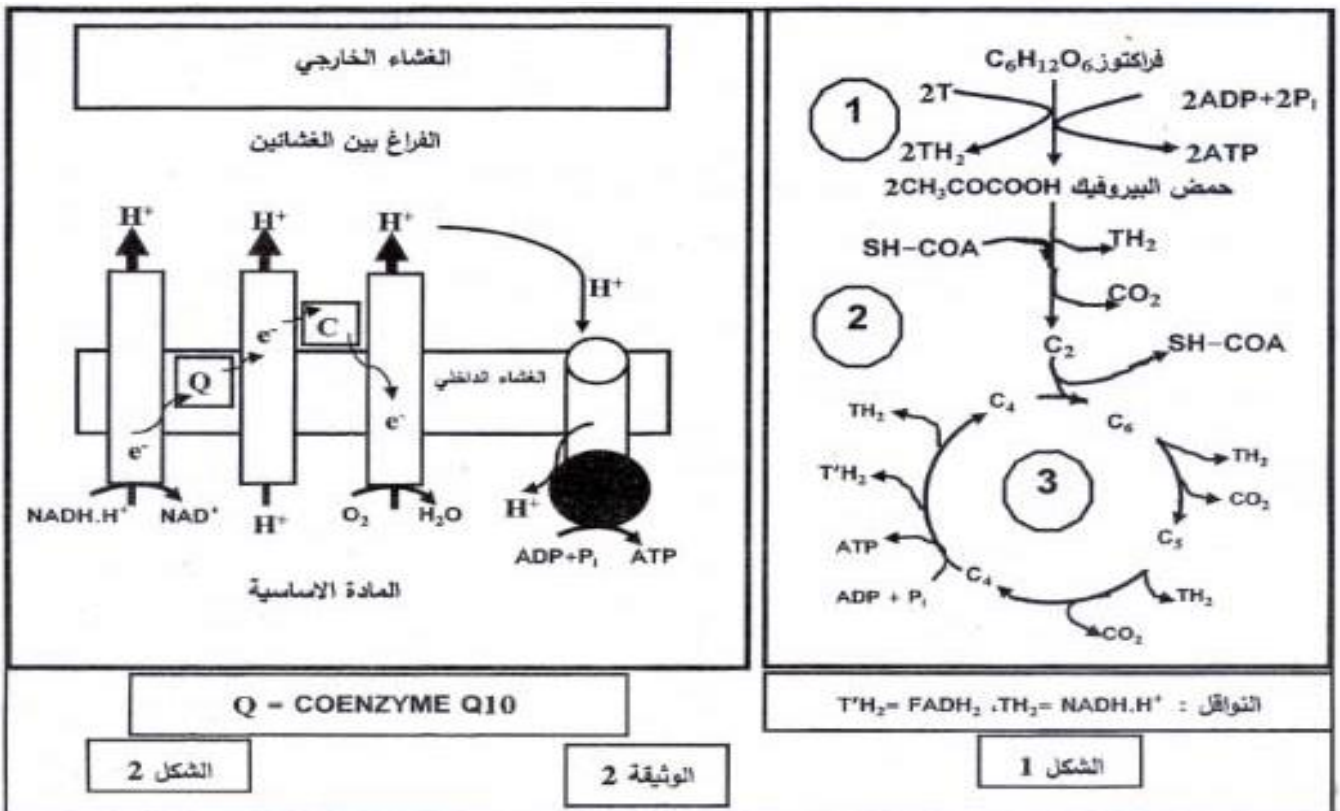 الغشاء الخارجي
الفراغ بين الغشائين
H⁺ H⁺ H⁺
H⁺
Q
e⁻
C
الغشاء الداخلي
e⁻
e⁻
NADH.H⁺ NAD⁺
H⁺
O₂ H₂O
H⁺
ADP+Pᵢ ATP
المادة الاساسية
Q = COENZYME Q10
الشكل 2
الوثيقة 2
فراكتوز C₆H₁₂O₆
1
2T 2ADP+2Pᵢ
2TH₂ 2ATP
2CH₃COCOOH حمض البيروفيك
SH-COA TH₂
CO₂
2
C₂ SH-COA
TH₂ C₄ C₆
T'H₂ 3 TH₂
CO₂
ATP C₅
ADP + Pᵢ C₄ TH₂
CO₂
النواقل : T'H₂= FADH₂ ،TH₂= NADH.H⁺
الشكل 1